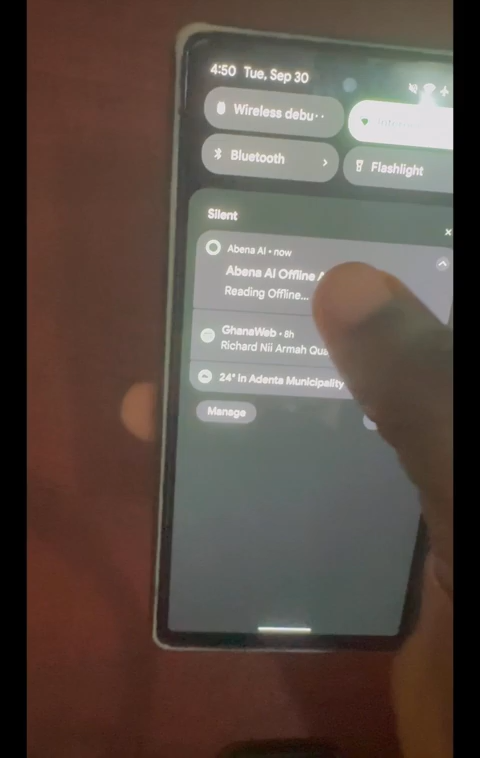 4:50 Tue, Sep 30
Wireless debu··
Bluetooth
Flashlight
Silent
Abena AI • now
Abena AI Offline
Reading Offline...
GhanaWeb • 8h
Richard Nii Armah
24° in Adenta Municipality
Manage